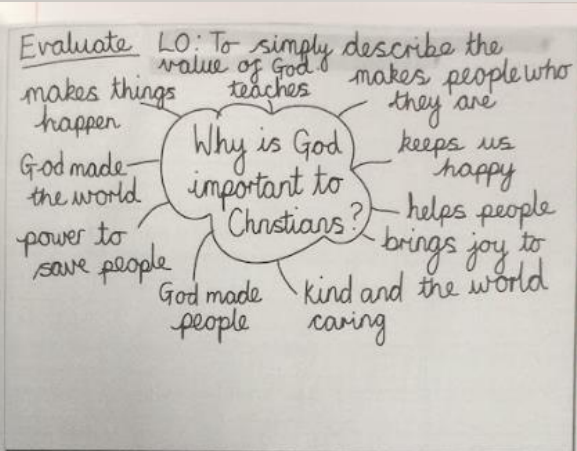 Evaluate LO: To simply describe the
value of God.
makes things
happen
teaches
makes people who
they are
God made
the world
Why is God
important to
Christians?
keeps us
happy
helps people
power to
save people
brings joy to
the world
God made
people
kind and
caring